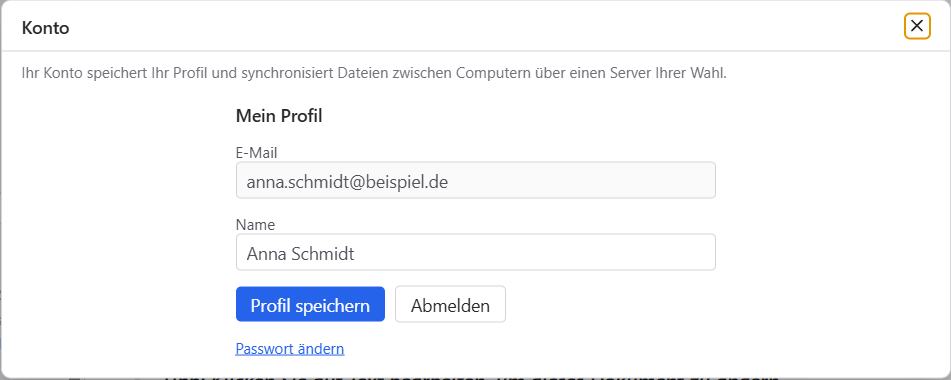 Konto
Ihr Konto speichert Ihr Profil und synchronisiert Dateien zwischen Computern über einen Server Ihrer Wahl.
Mein Profil
E-Mail
anna.schmidt@beispiel.de
Name
Anna Schmidt
Profil speichern
Abmelden
Passwort ändern